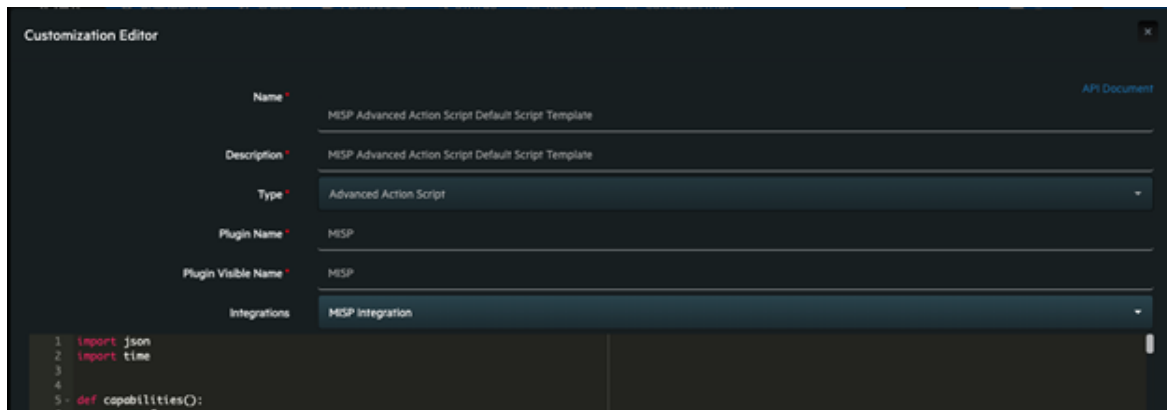 Customization Editor
×
API Document
Name *
MISP Advanced Action Script Default Script Template
Description *
MISP Advanced Action Script Default Script Template
Type *
Advanced Action Script
Plugin Name *
MISP
Plugin Visible Name *
MISP
Integrations
MISP Integration
1 import json
2 import time
3
4
5 - def capabilities():